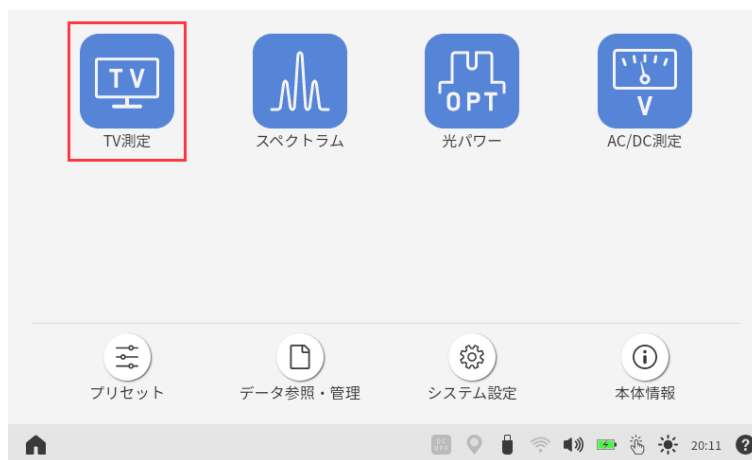 TV
OPT
V
TV測定
スペクトラム
光パワー
AC/DC測定
プリセット
データ参照・管理
システム設定
本体情報
DC
OFF
20:11
?